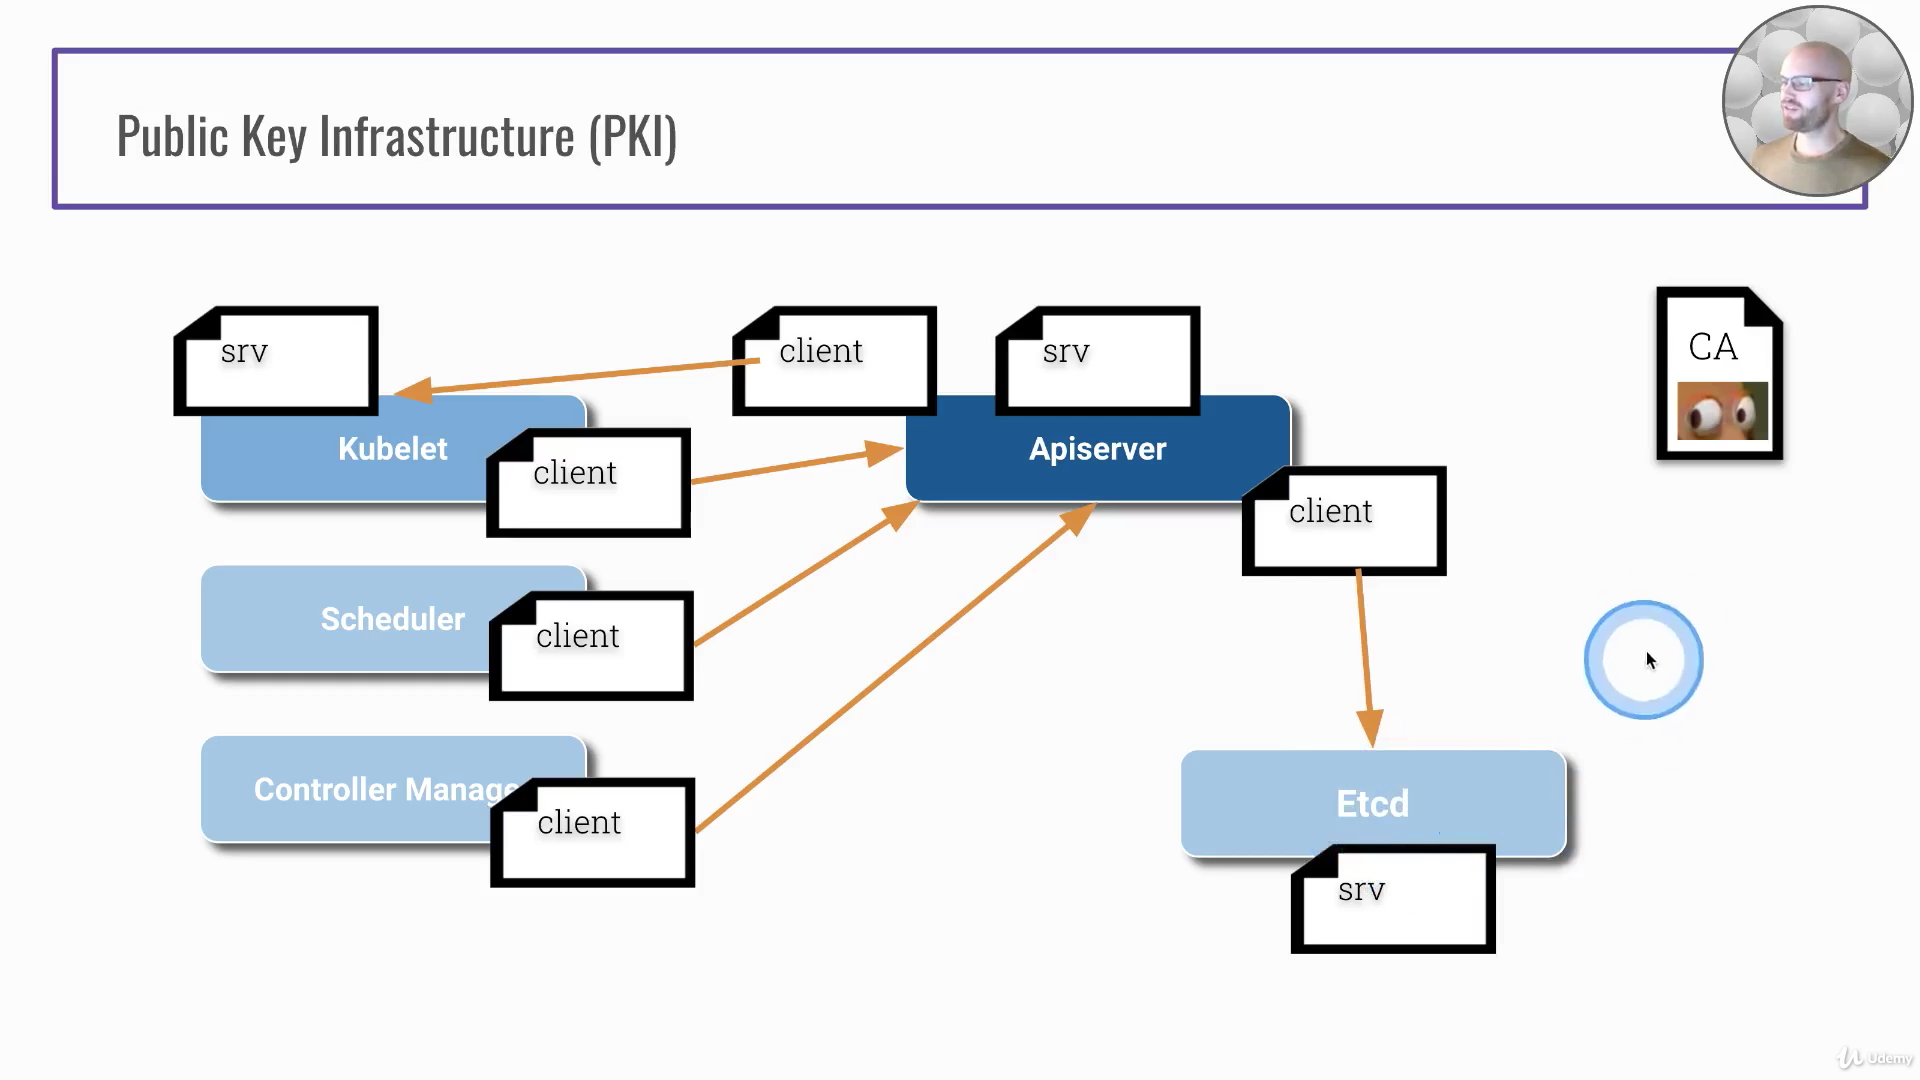 Public Key Infrastructure (PKI)
srv
client
srv
CA
Kubelet
client
Apiserver
client
Scheduler
client
Controller Manage
client
Etcd
srv
Udemy